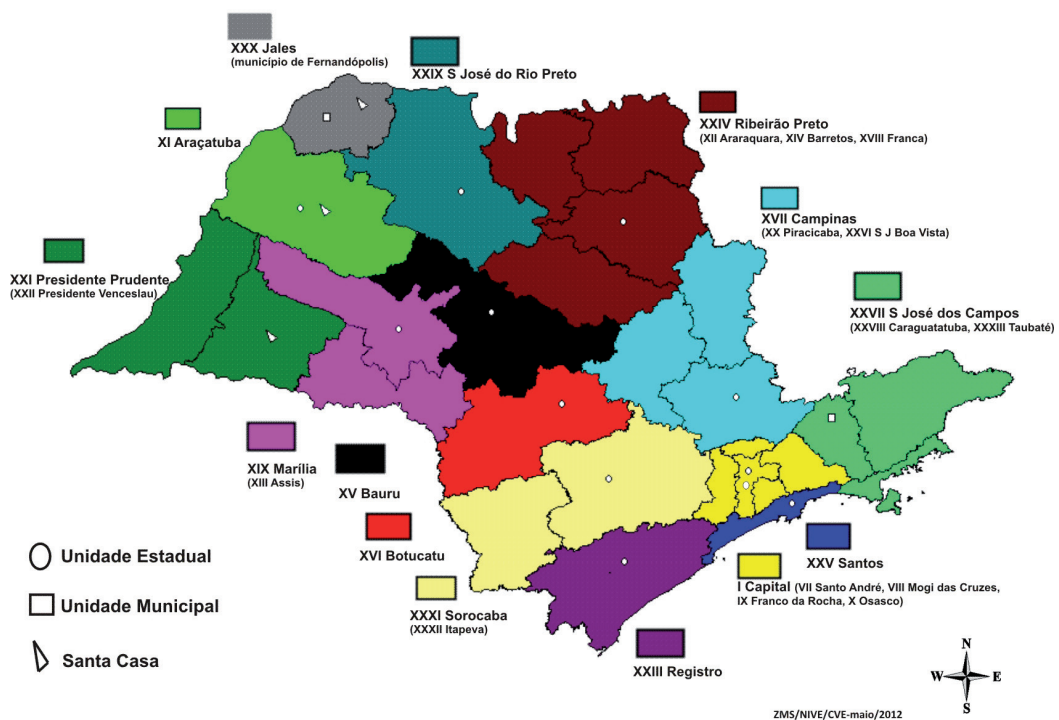 XXX Jales
(município de Fernandópolis)
XXIX S José do Rio Preto
XI Araçatuba
XXIV Ribeirão Preto
(XII Araraquara, XIV Barretos, XVIII Franca)
XVII Campinas
(XX Piracicaba, XXVI S J Boa Vista)
XXI Presidente Prudente
(XXII Presidente Venceslau)
XXVII S José dos Campos
(XXVIII Caraguatatuba, XXXIII Taubaté)
XIX Marília
(XIII Assis)
XV Bauru
XVI Botucatu
XXV Santos
I Capital (VII Santo André, VIII Mogi das Cruzes,
IX Franco da Rocha, X Osasco)
XXXI Sorocaba
(XXXII Itapeva)
XXIII Registro
Unidade Estadual
Unidade Municipal
Santa Casa
N
W
E
S
ZMS/NIVE/CVE-maio/2012